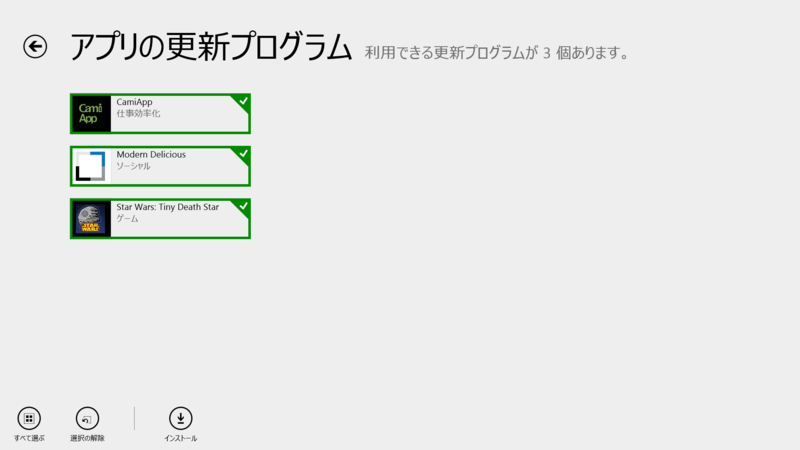 アプリの更新プログラム 利用できる更新プログラムが 3 個あります。
Cami
App
CamiApp
仕事効率化
Modern Delicious
ソーシャル
STAR
WARS
Star Wars: Tiny Death Star
ゲーム
すべて選ぶ 選択の解除 インストール